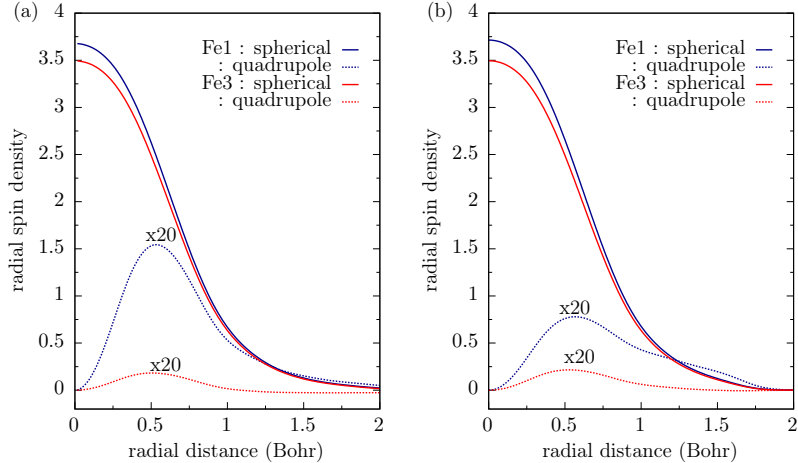 (a)
Fe1 : spherical
: quadrupole
Fe3 : spherical
: quadrupole
x20
x20
4
3.5
3
2.5
2
1.5
1
0.5
0
radial spin density
0 0.5 1 1.5 2
radial distance (Bohr)
(b)
Fe1 : spherical
: quadrupole
Fe3 : spherical
: quadrupole
x20
x20
4
3.5
3
2.5
2
1.5
1
0.5
0
radial spin density
0 0.5 1 1.5 2
radial distance (Bohr)